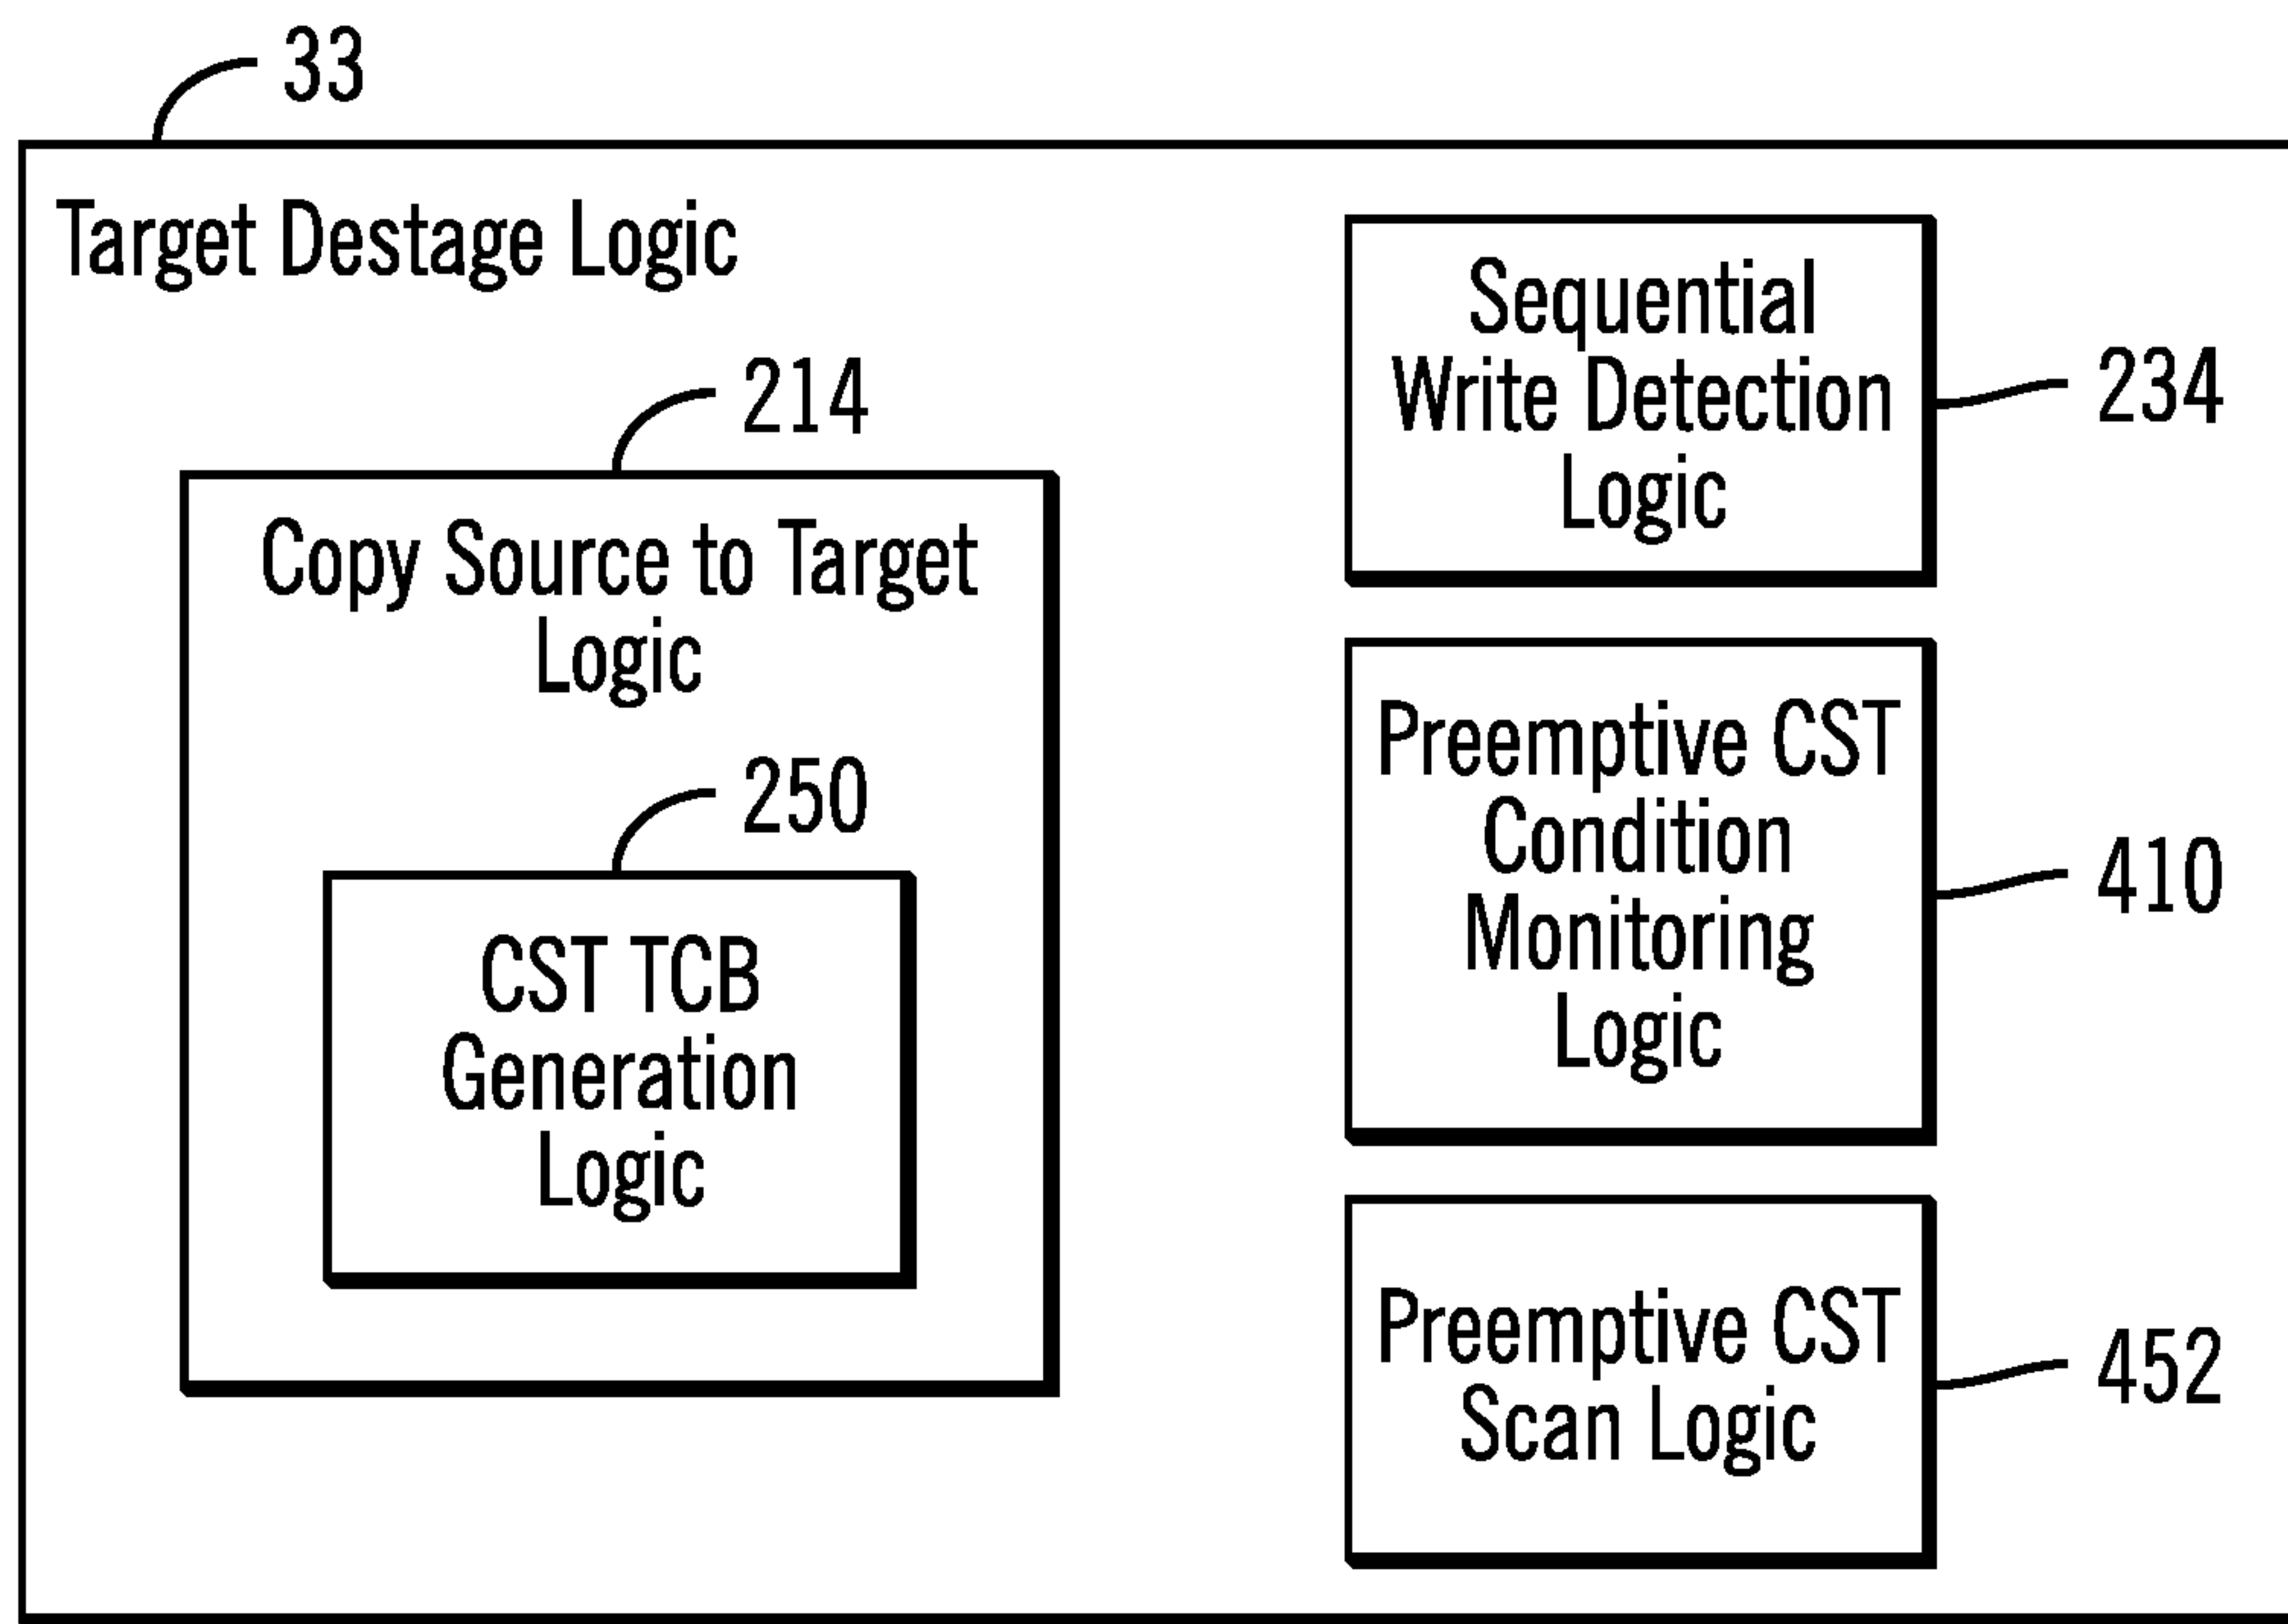 33
Target Destage Logic
214
Copy Source to Target
Logic
250
CST TCB
Generation
Logic
Sequential
Write Detection
Logic
234
Preemptive CST
Condition
Monitoring
Logic
410
Preemptive CST
Scan Logic
452